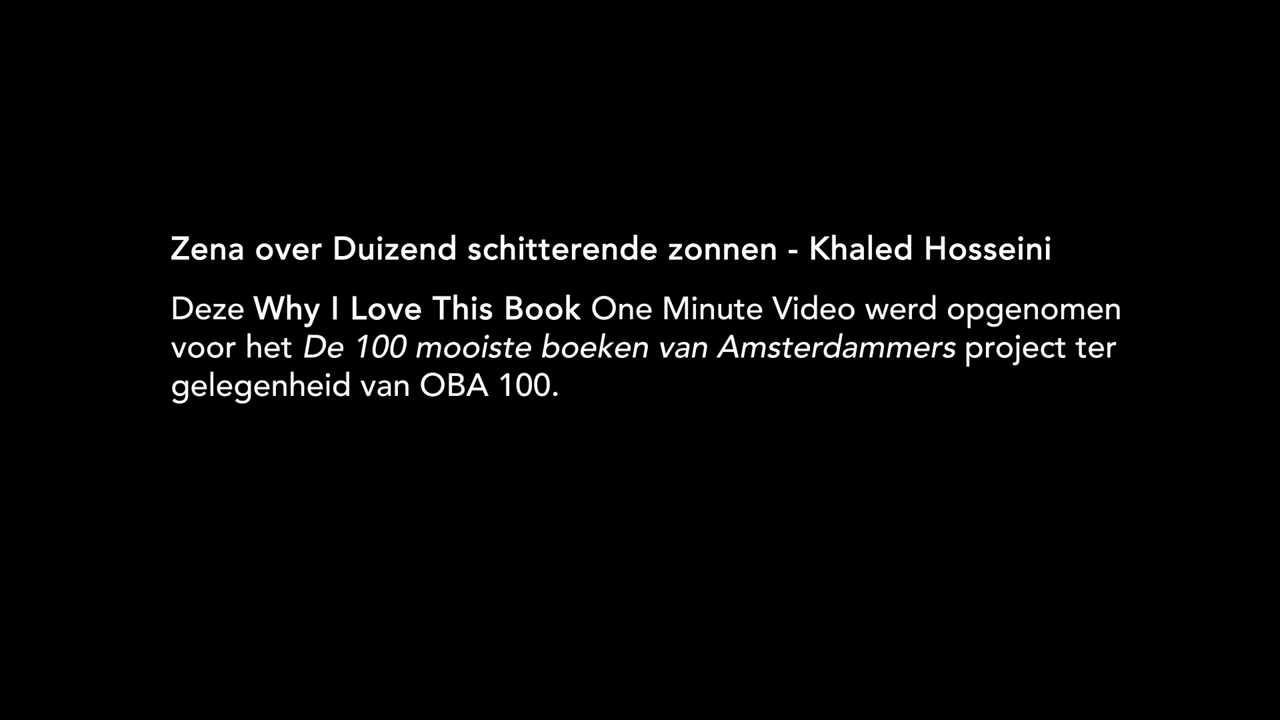 Zena over Duizend schitterende zonnen - Khaled Hosseini
Deze Why I Love This Book One Minute Video werd opgenomen
voor het De 100 mooiste boeken van Amsterdammers project ter
gelegenheid van OBA 100.